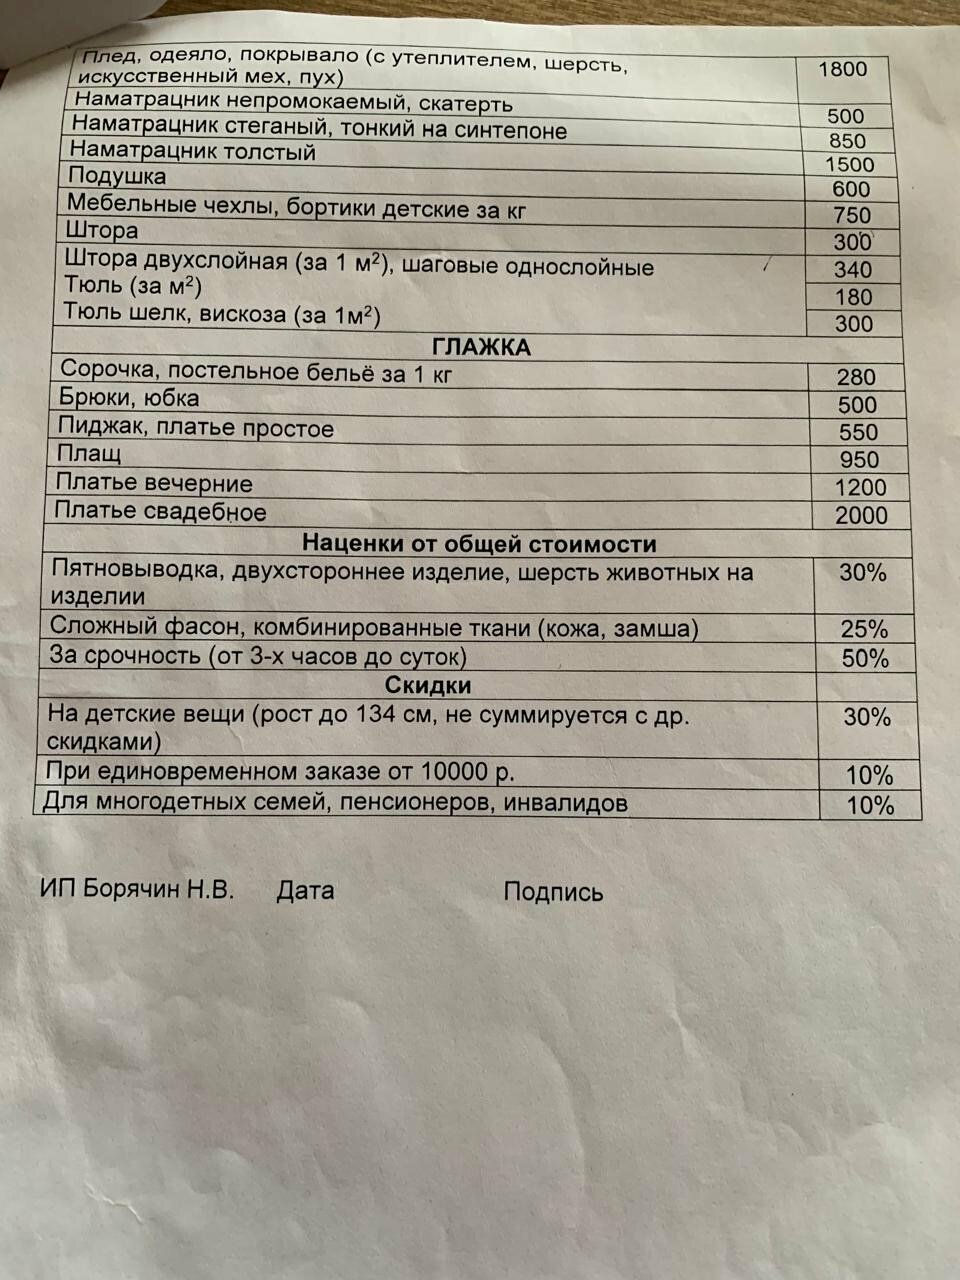 Плед, одеяло, покрывало (с утеплителем, шерсть, 1800
искусственный мех, пух)
Наматрацник непромокаемый, скатерть 500
Наматрацник стеганый, тонкий на синтепоне 850
Наматрацник толстый 1500
Подушка 600
Мебельные чехлы, бортики детские за кг 750
Штора 300
Штора двухслойная (за 1 м²), шаговые однослойные 340
Тюль (за м²) 180
Тюль шелк, вискоза (за 1м²) 300
ГЛАЖКА
Сорочка, постельное бельё за 1 кг 280
Брюки, юбка 500
Пиджак, платье простое 550
Плащ 950
Платье вечерние 1200
Платье свадебное 2000
Наценки от общей стоимости
Пятновыводка, двухстороннее изделие, шерсть животных на 30%
изделии
Сложный фасон, комбинированные ткани (кожа, замша) 25%
За срочность (от 3-х часов до суток) 50%
Скидки
На детские вещи (рост до 134 см, не суммируется с др. 30%
скидками)
При единовременном заказе от 10000 р. 10%
Для многодетных семей, пенсионеров, инвалидов 10%
ИП Борячин Н.В. Дата Подпись